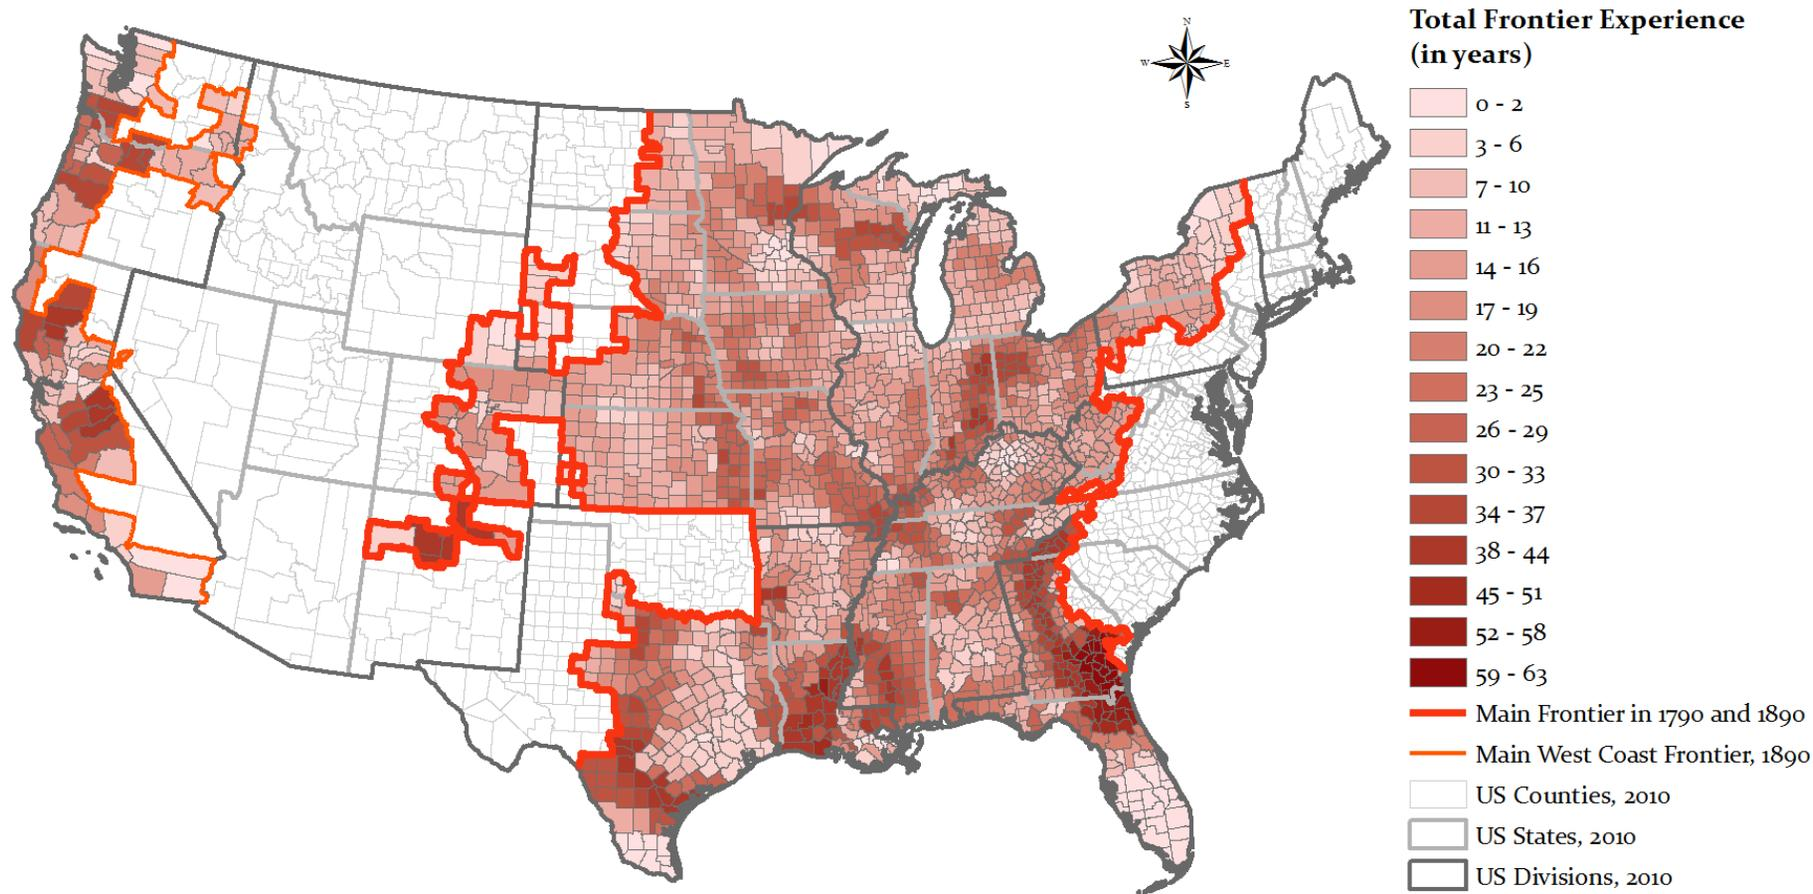 N
W E
S
Total Frontier Experience
(in years)
0 - 2
3 - 6
7 - 10
11 - 13
14 - 16
17 - 19
20 - 22
23 - 25
26 - 29
30 - 33
34 - 37
38 - 44
45 - 51
52 - 58
59 - 63
Main Frontier in 1790 and 1890
Main West Coast Frontier, 1890
US Counties, 2010
US States, 2010
US Divisions, 2010